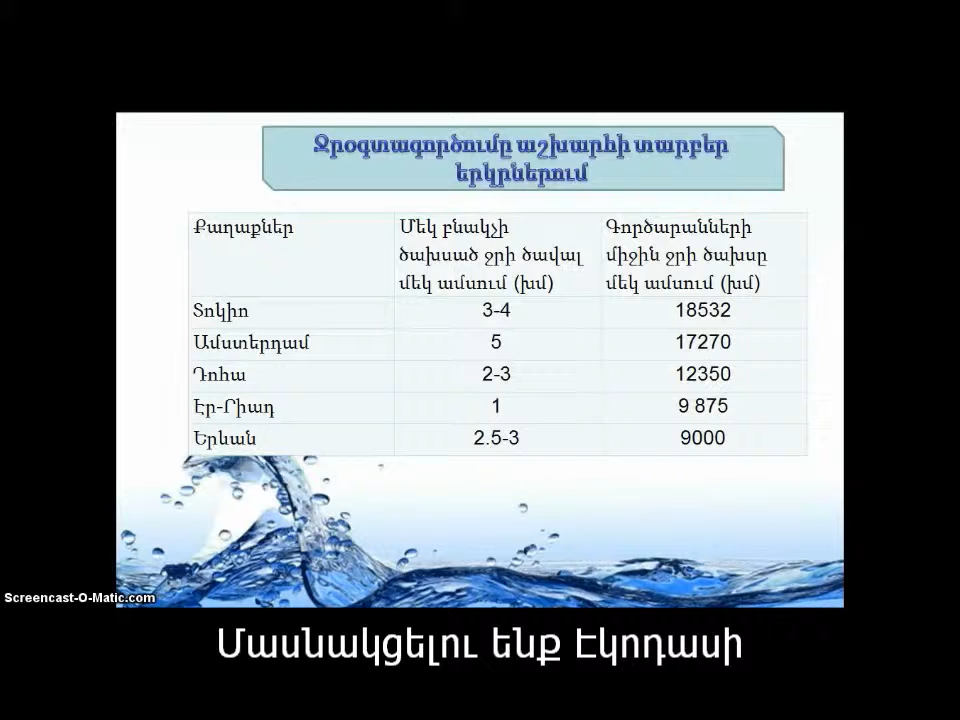 Ջրօգտագործումը աշխարհի տարբեր
երկրներում
Քաղաքներ
Մեկ բնակչի
ծախսած ջրի ծավալ
մեկ ամսում (խմ)
Գործարանների
միջին ջրի ծախսը
մեկ ամսում (խմ)
Տոկիո 3-4 18532
Ամստերդամ 5 17270
Դոհա 2-3 12350
Էր-Րիադ 1 9 875
Երևան 2.5-3 9000
Screencast-O-Matic.com
Մասնակցելու ենք Էկոդասի